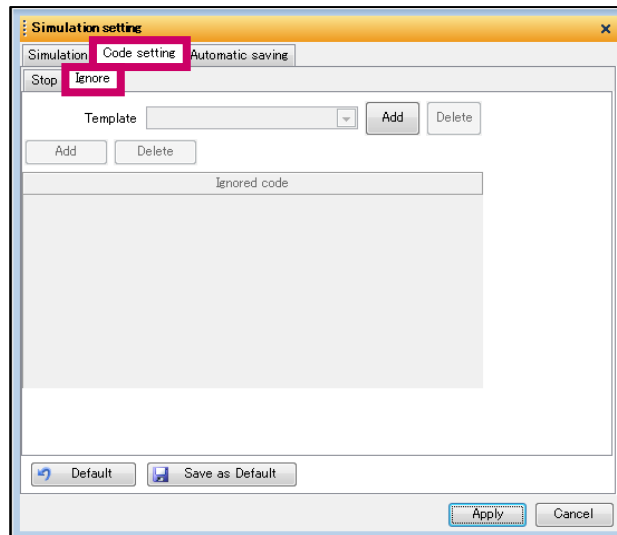 Simulation setting
Simulation Code setting Automatic saving
Stop Ignore
Template Add Delete
Add Delete
Ignored code
Default Save as Default
Apply Cancel